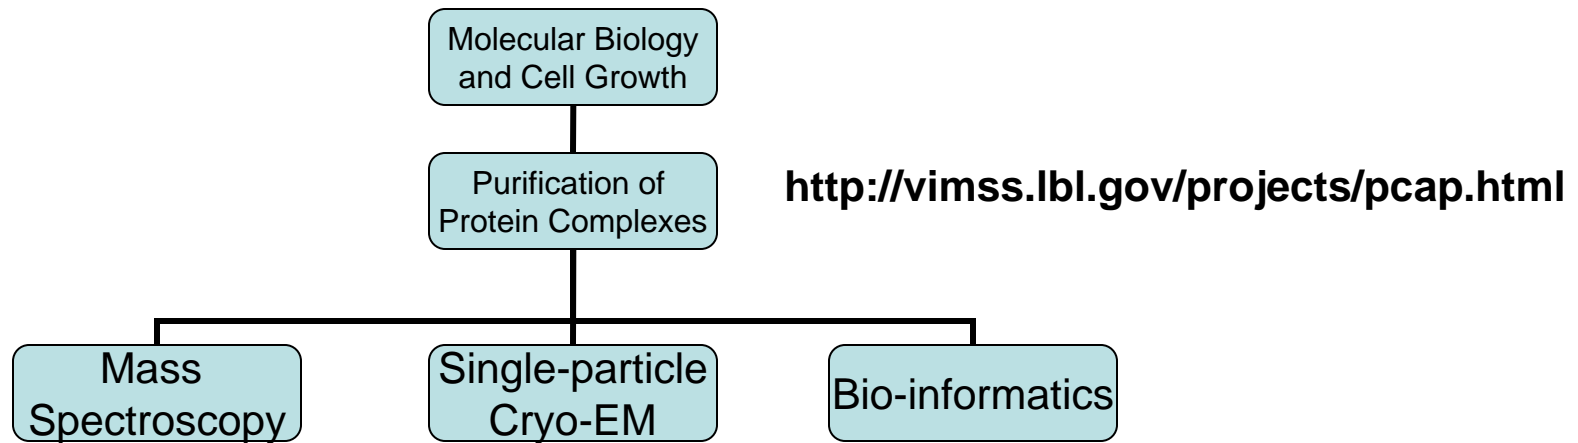 Molecular Biology
and Cell Growth
Purification of
Protein Complexes
http://vimss.lbl.gov/projects/pcap.html
Mass
Spectroscopy
Single-particle
Cryo-EM
Bio-informatics